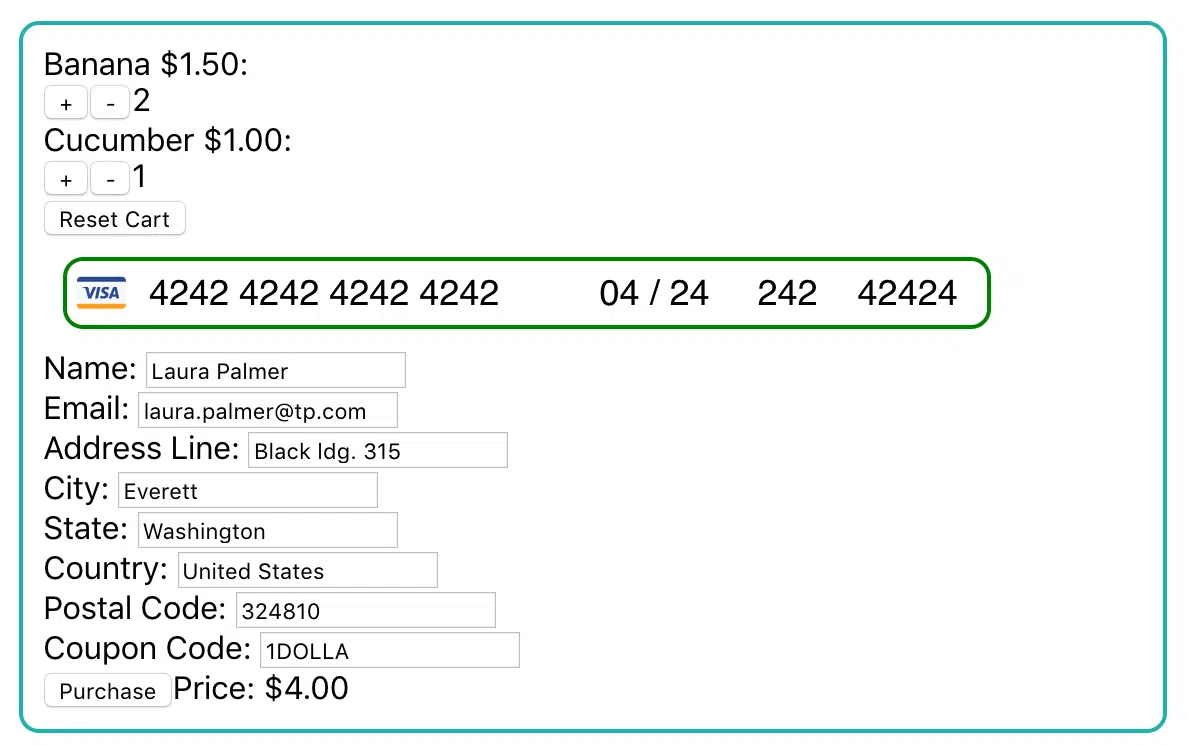 Banana $1.50:
+ - 2
Cucumber $1.00:
+ - 1
Reset Cart
VISA 4242 4242 4242 4242 04 / 24 242 42424
Name: Laura Palmer
Email: laura.palmer@tp.com
Address Line: Black ldg. 315
City: Everett
State: Washington
Country: United States
Postal Code: 324810
Coupon Code: 1DOLLA
Purchase Price: $4.00